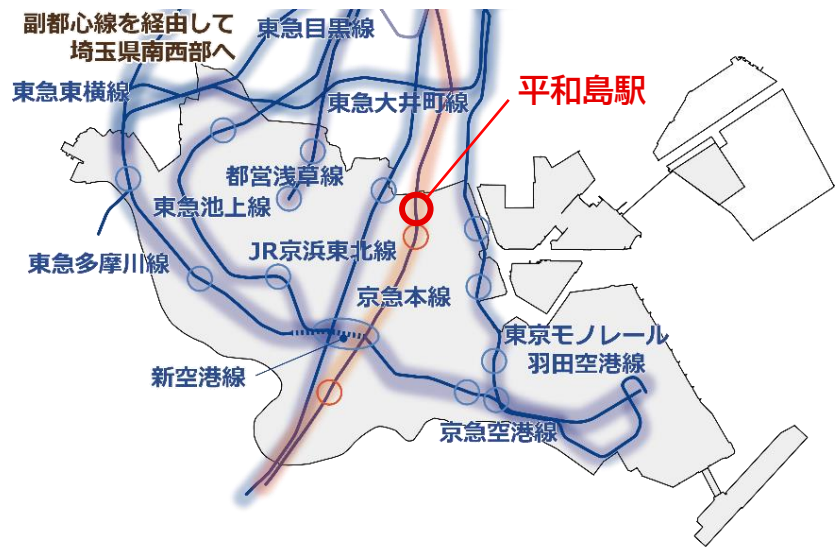 副都心線を経由して
埼玉県南西部へ
東急目黒線
東急東横線
東急大井町線
平和島駅
都営浅草線
東急池上線
JR京浜東北線
東急多摩川線
京急本線
東京モノレール
羽田空港線
新空港線
京急空港線